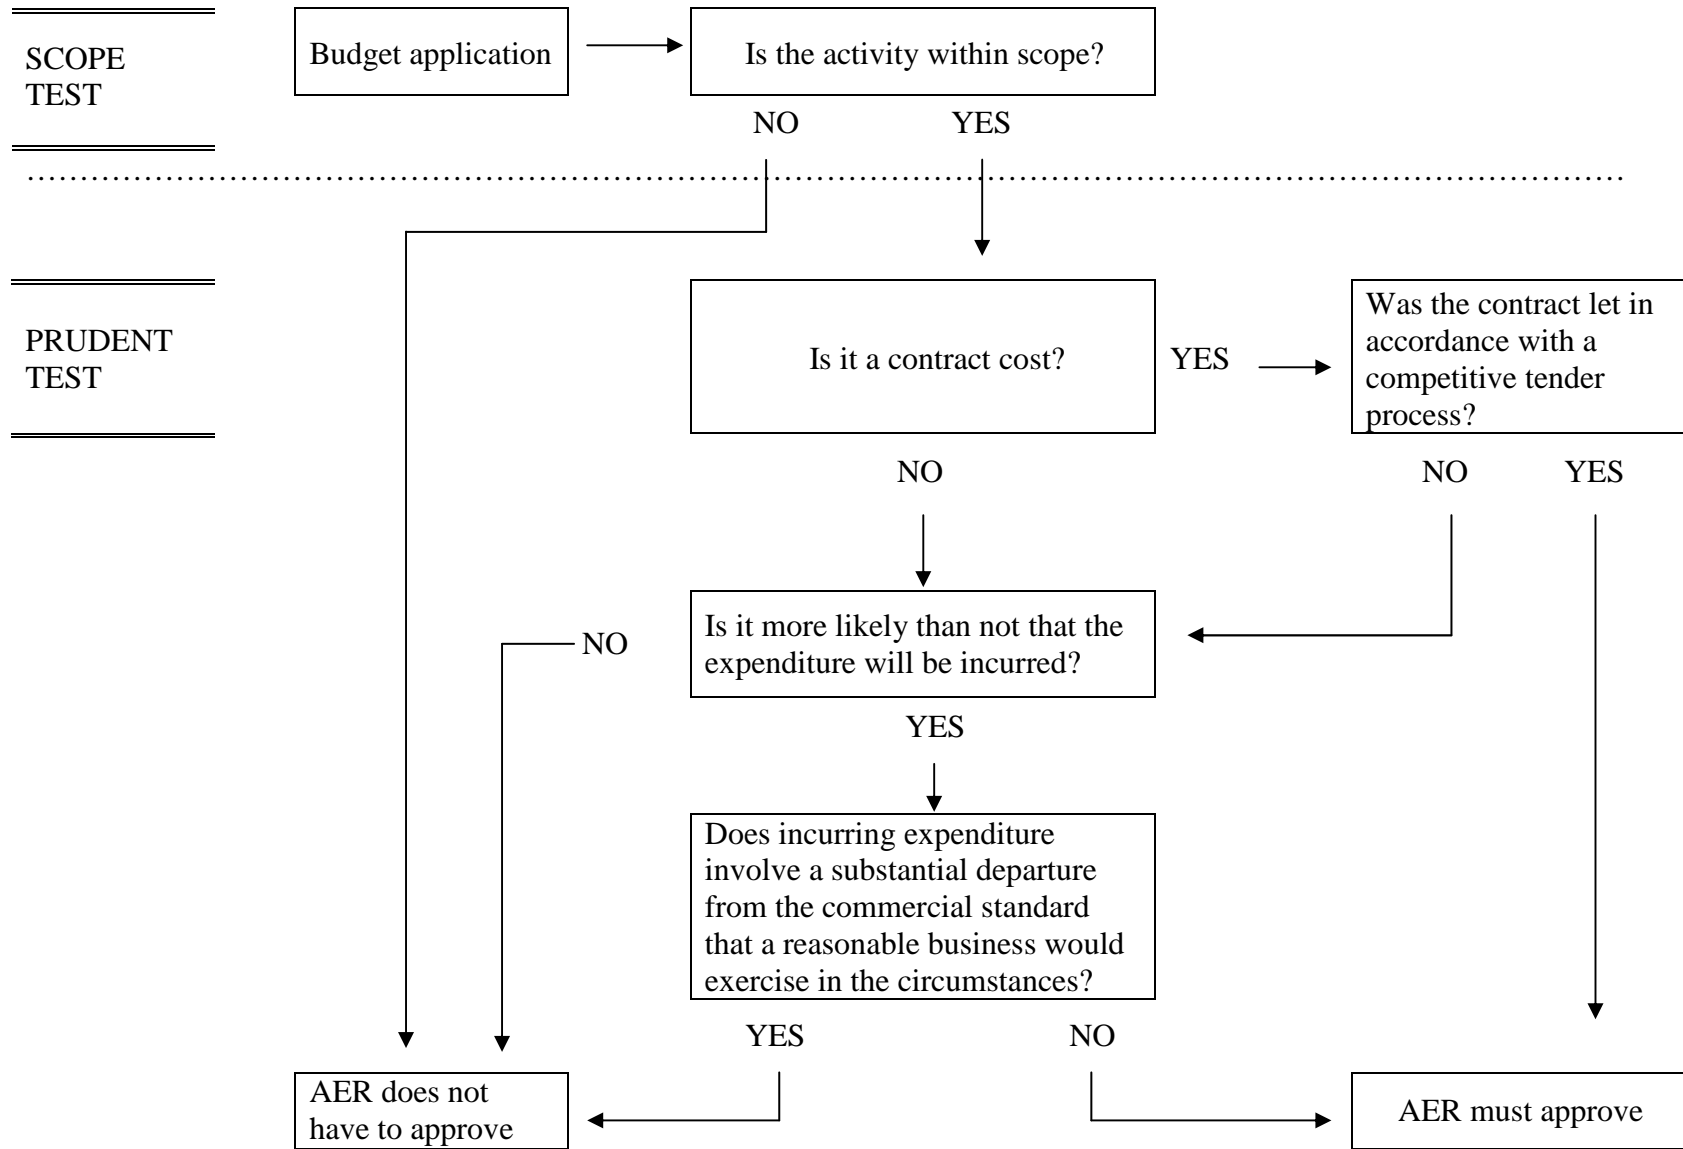 SCOPE
TEST
Budget application
Is the activity within scope?
NO
YES
……………………………………………………………………………………………………………………………………
PRUDENT
TEST
Is it a contract cost?
YES
Was the contract let in
accordance with a
competitive tender
process?
NO
NO
YES
Is it more likely than not that the
expenditure will be incurred?
NO
YES
Does incurring expenditure
involve a substantial departure
from the commercial standard
that a reasonable business would
exercise in the circumstances?
YES
NO
AER does not
have to approve
AER must approve